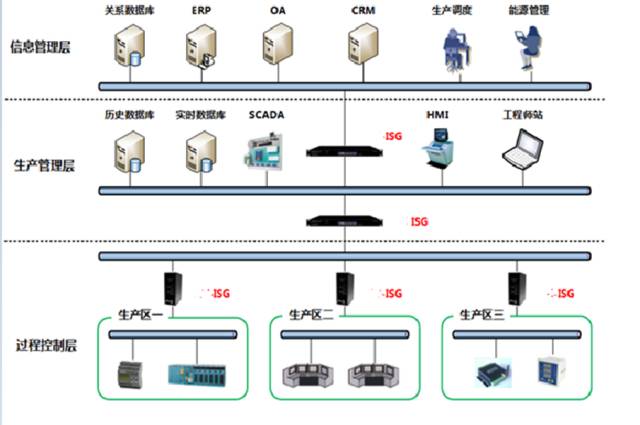 关系数据库 ERP OA CRM 生产调度 能源管理
信息管理层
历史数据库 实时数据库 SCADA ISG HMI 工程师站
生产管理层
ISG
ISG ISG ISG
生产区一 生产区二 生产区三
过程控制层